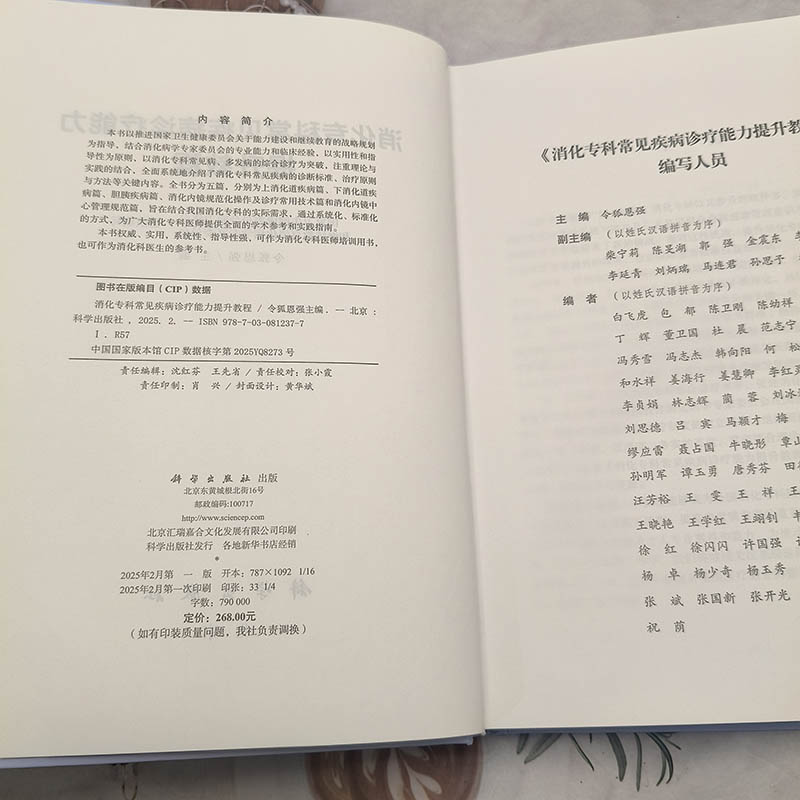 内 容 简 介
本书以推进国家卫生健康委员会关于能力建设和继续教育的战略规划
为指导、结合消化病学专家委员会的专业能力和临床经验，以实用性和指
导性为原则，以消化专科常见病、多发病的综合诊疗为突破，注重理论与
实践的结合，全面系统地介绍了消化专科常见疾病的诊断标准、治疗原则
与方法等关键内容。全书分为五篇，分别为上消化道疾病篇、下消化道疾
病篇、胆胰疾病篇、消化内镜规范化操作及诊疗常用技术篇和消化内镜中
心管理规范篇，旨在结合我国消化专科的实际需求，通过系统化、标准化
的方式，为广大消化专科医师提供全面的学术参考和实践指南。
本书权威、实用、系统性、指导性强，可作为消化科医师培训用书，
也可作为消化科医生的参考书。
图书在版编目（CIP）数据
消化专科常见疾病诊疗能力提升教程 / 令狐恩强主编. — 北京：
科学出版社，2025. 2. — ISBN 978-7-03-081237-7
Ⅰ. R57
中国国家版本馆 CIP 数据核字第 2025YQ8273 号
责任编辑：沈红芬 王先省 / 责任校对：张小霞
责任印制：肖 兴 / 封面设计：黄华斌
科学出版社 出版
北京东黄城根北街16号
邮政编码：100717
http://www.sciencep.com
北京汇瑞嘉合文化发展有限公司印刷
科学出版社发行 各地新华书店经销
*
2025年2月第 一 版 开本：787×1092 1/16
2025年2月第一次印刷 印张：33 1/4
字数：790 000
定价：268.00元
（如有印装质量问题，我社负责调换）
《消化专科常见疾病诊疗能力提升教
编写人员
主 编 令狐恩强
副主编 （以姓氏汉语拼音为序）
柴宁莉 陈旻湖 郭 强 金震东
李延青 刘炳瑞 马连君 孙思予
编 者 （以姓氏汉语拼音为序）
白飞虎 包 郁 陈卫刚 陈幼祥
丁 辉 董卫国 杜 晨 范志宁
冯秀雪 冯志杰 韩向阳 何 松
和水祥 姜海行 姜慧卿 李红灵
李贞娟 林志辉 蔺 蓉 刘冰
刘思德 吕 宾 马颖才 梅
缪应雷 聂占国 牛晓彤 覃山
孙明军 谭玉勇 唐秀芬 田
汪芳裕 王 雯 王 祥 王
王晓艳 王学红 王翊钊
徐 红 徐闪闪 许国强
杨 卓 杨少奇 杨玉秀
张 斌 张国新 张开光
祝 荫